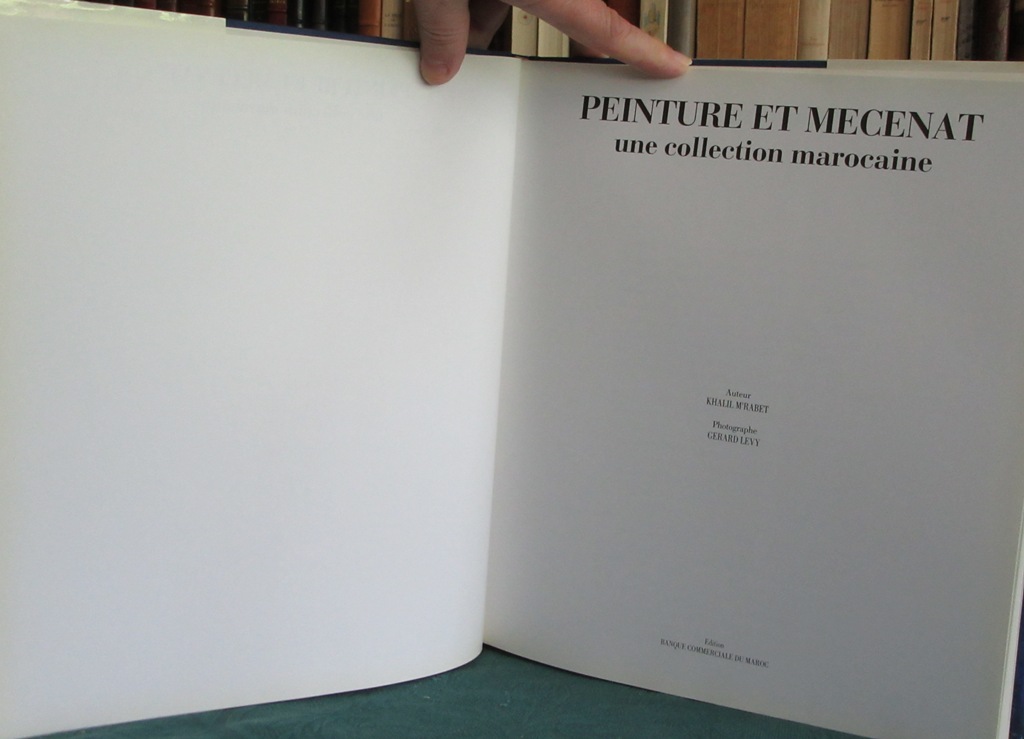 PEINTURE ET MECENAT
une collection marocaine
Auteur
KHALIL M'RABET
Photographe
GERARD LEVY
Edition
BANQUE COMMERCIALE DU MAROC